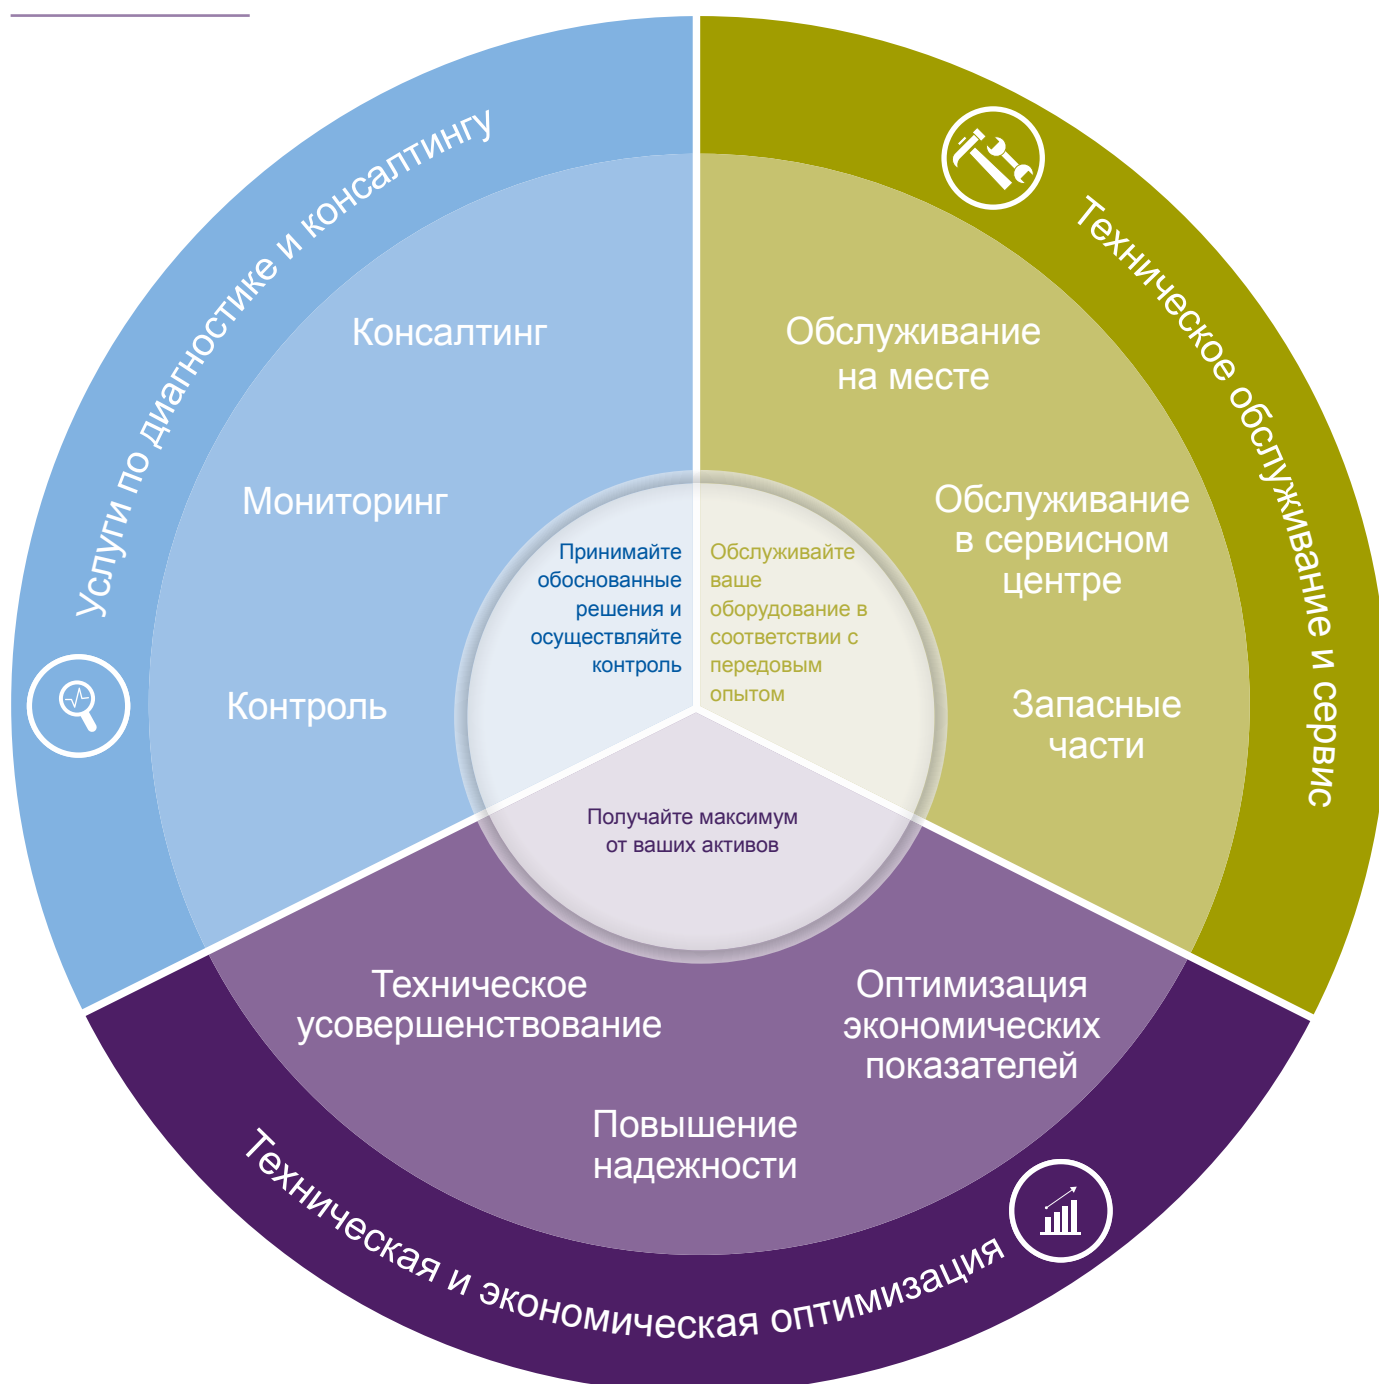 Услуги по диагностике и консалтингу
Консалтинг
Мониторинг
Контроль
Принимайте
обоснованные
решения и
осуществляйте
контроль
Техническое обслуживание и сервис
Обслуживание
на месте
Обслуживание
в сервисном
центре
Запасные
части
Обслуживайте
ваше
оборудование в
соответствии с
передовым
опытом
Получайте максимум
от ваших активов
Техническое
усовершенствование
Повышение
надежности
Оптимизация
экономических
показателей
Техническая и экономическая оптимизация